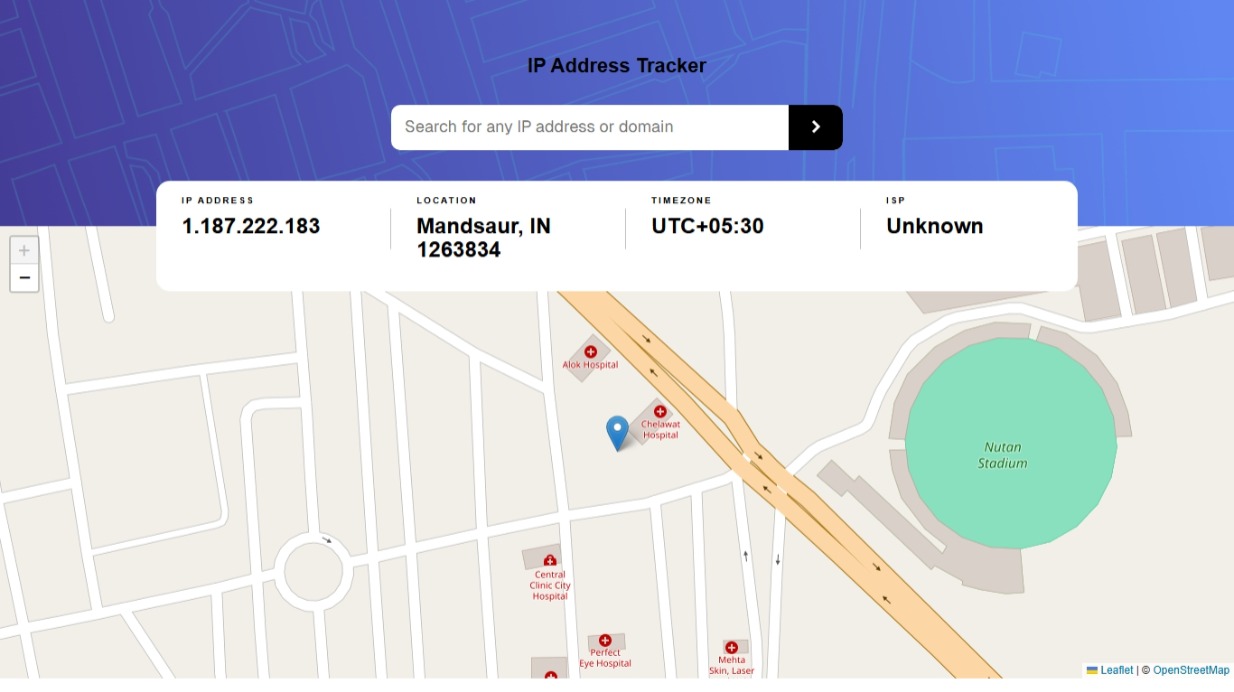 IP Address Tracker
Search for any IP address or domain
IP ADDRESS
1.187.222.183
LOCATION
Mandsaur, IN
1263834
TIMEZONE
UTC+05:30
ISP
Unknown
+
−
Alok Hospital
Chelawat
Hospital
Nutan
Stadium
Central
Clinic City
Hospital
Perfect
Eye Hospital
Mehta
Skin, Laser
Leaflet | © OpenStreetMap